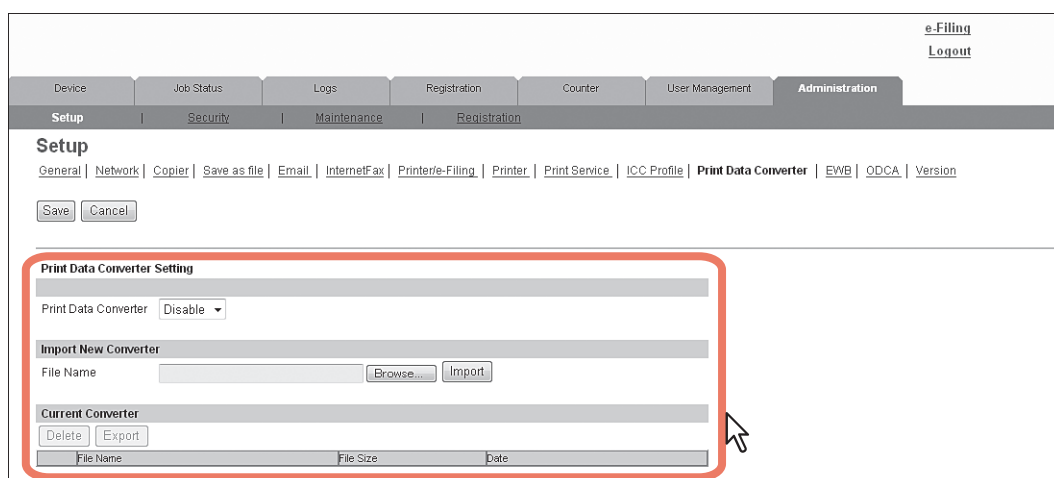 e-Filing
Logout
Device Job Status Logs Registration Counter User Management Administration
Setup | Security | Maintenance | Registration
Setup
General | Network | Copier | Save as file | Email | InternetFax | Printer/e-Filing | Printer | Print Service | ICC Profile | Print Data Converter | EWB | ODCA | Version
Save Cancel
Print Data Converter Setting
Print Data Converter Disable
Import New Converter
File Name Browse... Import
Current Converter
Delete Export
File Name File Size Date